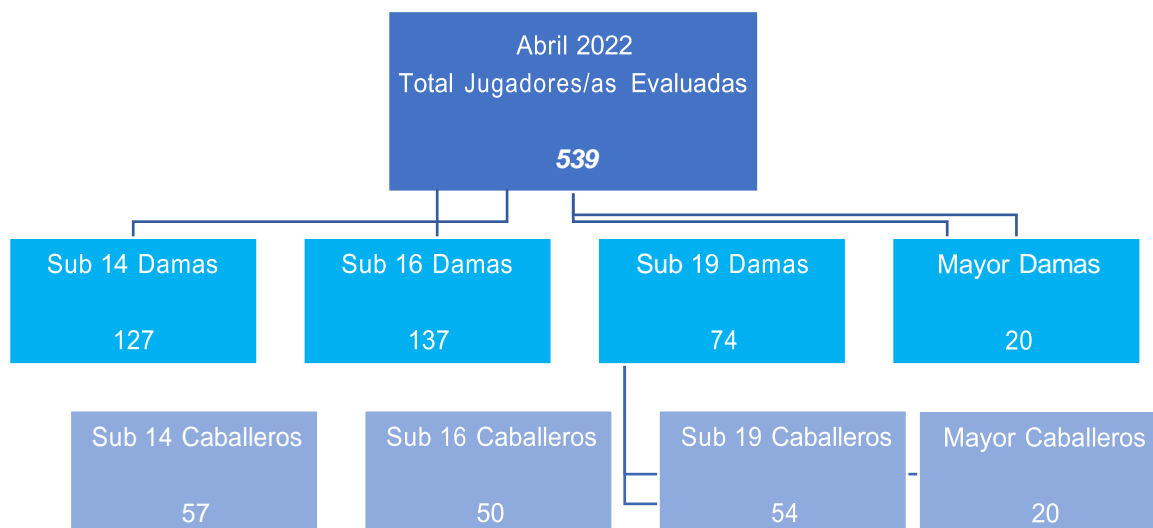 Abril 2022
Total Jugadores/as Evaluadas
539
Sub 14 Damas
127
Sub 16 Damas
137
Sub 19 Damas
74
Mayor Damas
20
Sub 14 Caballeros
57
Sub 16 Caballeros
50
Sub 19 Caballeros
54
Mayor Caballeros
20